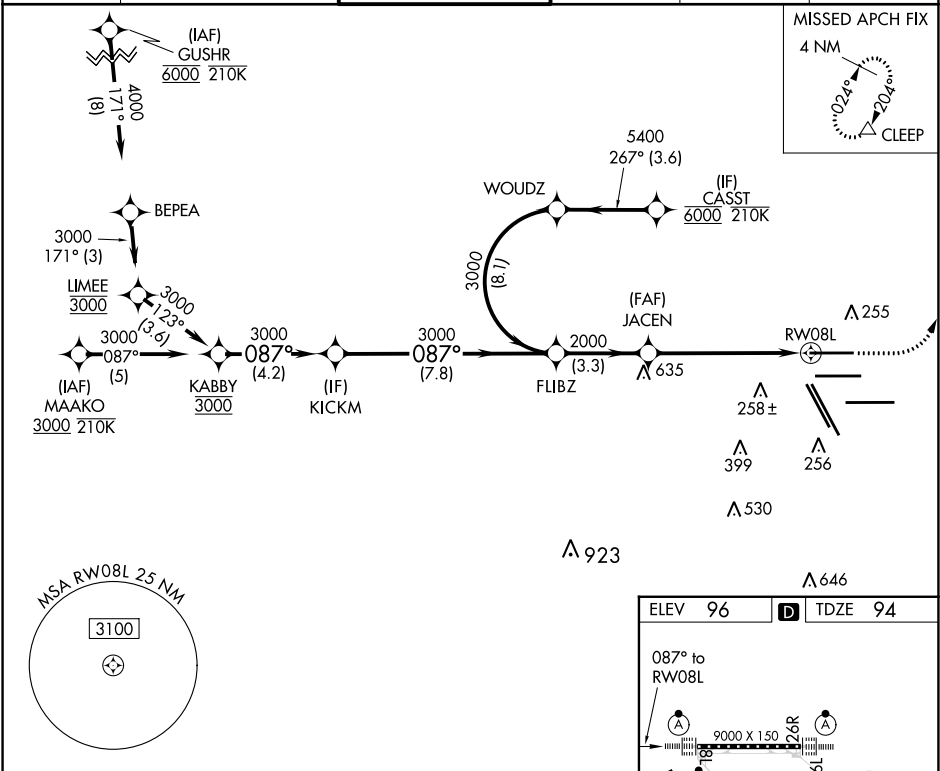 MISSED APCH FIX
4 NM
024°
204°
CLEEP
(IAF)
GUSHR
6000 210K
4000
171°
(8)
BEPEA
3000
171° (3)
LIMEE
3000
3000
123°
(3.6)
3000
087°
(5)
(IAF)
MAAKO
3000 210K
KABBY
3000
3000
087°
(4.2)
(IF)
KICKM
3000
087°
(7.8)
WOUDZ
5400
267° (3.6)
(IF)
CASST
6000 210K
3000
(8.1)
FLIBZ
2000
(3.3)
(FAF)
JACEN
635
RW08L
255
258±
399
256
530
923
646
MSA RW08L 25 NM
3100
ELEV 96 D TDZE 94
087° to
RW08L
A
A
9000 X 150
26R